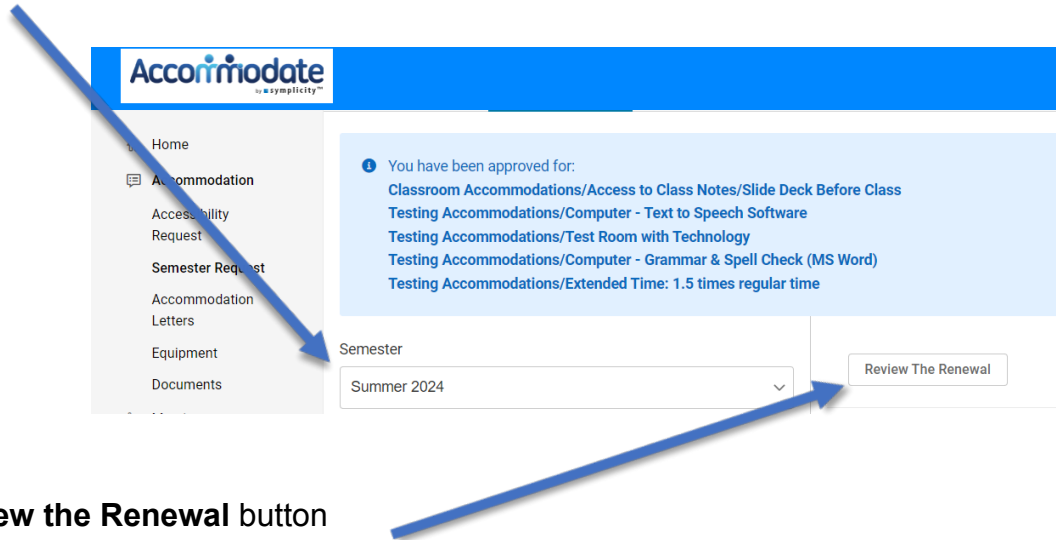 Accommodate
by symplicity™
Home
You have been approved for:
Accommodation
Classroom Accommodations/Access to Class Notes/Slide Deck Before Class
Testing Accommodations/Computer - Text to Speech Software
Accessibility
Request
Testing Accommodations/Test Room with Technology
Testing Accommodations/Computer - Grammar & Spell Check (MS Word)
Semester Request
Testing Accommodations/Extended Time: 1.5 times regular time
Accommodation
Letters
Equipment
Documents
Semester
Summer 2024
Review The Renewal
the Renewal button